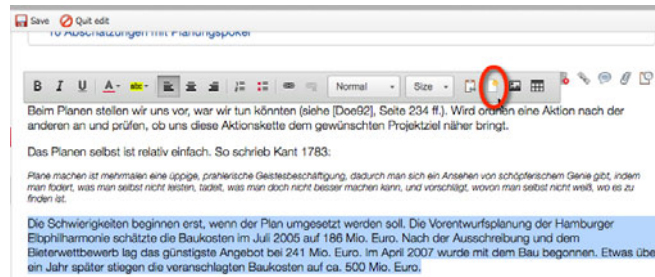 Save Quit edit
10 Abschätzungen mit Planungspoker
B I U A abc Normal Size
Beim Planen stellen wir uns vor, war wir tun könnten (siehe [Doe92], Seite 234 ff.). Wird ordnen eine Aktion nach der
anderen an und prüfen, ob uns diese Aktionskette dem gewünschten Projektziel näher bringt.
Das Planen selbst ist relativ einfach. So schrieb Kant 1783:
Pläne machen ist mehrmalen eine üppige, prahlerische Geistesbeschäftigung, dadurch man sich ein Ansehen von schöpferischem Genie gibt, indem
man fodert, was man selbst nicht leisten, tadelt, was man doch nicht besser machen kann, und vorschlägt, wovon man selbst nicht weiß, wo es zu
finden ist.
Die Schwierigkeiten beginnen erst, wenn der Plan umgesetzt werden soll. Die Vorentwurfsplanung der Hamburger
Elbphilharmonie schätzte die Baukosten im Juli 2005 auf 186 Mio. Euro. Nach der Ausschreibung und dem
Bieterwettbewerb lag das günstigste Angebot bei 241 Mio. Euro. Im April 2007 wurde mit dem Bau begonnen. Etwas übe
ein Jahr später stiegen die veranschlagten Baukosten auf ca. 500 Mio. Euro.